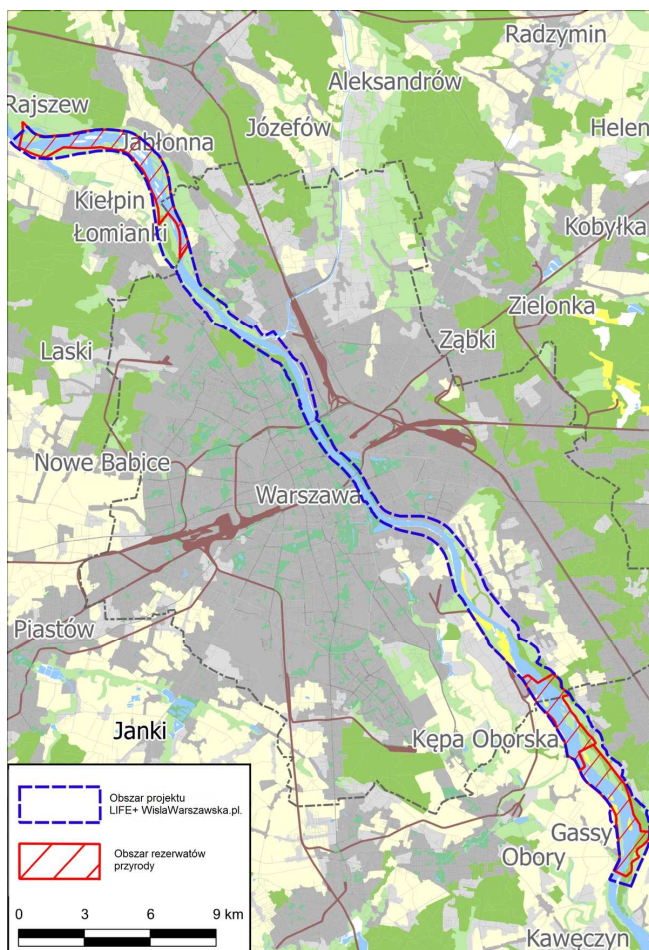 Radzymin
Aleksandrów
Rajszew
Józefów
Helen
Jabłonna
Kiełpin
Łomianki
Kobyłka
Zielonka
Ząbki
Laski
Nowe Babice
Warszawa
Piastów
Janki
Kępa Oborska
Obszar projektu
LIFE+ WislaWarszawska.pl.
Gassy
Obszar rezerwatów
przyrody
Obory
0 3 6 9 km
Kawęczyn